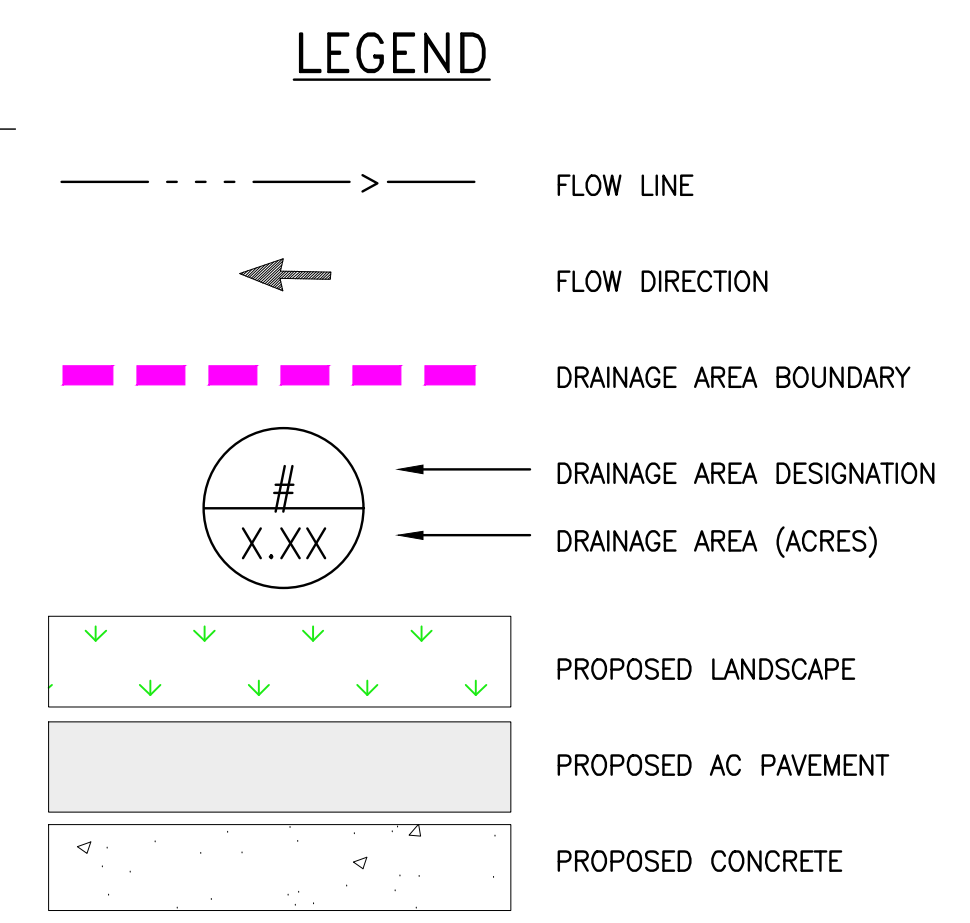 LEGEND
FLOW LINE
FLOW DIRECTION
DRAINAGE AREA BOUNDARY
#
DRAINAGE AREA DESIGNATION
X.XX
DRAINAGE AREA (ACRES)
PROPOSED LANDSCAPE
PROPOSED AC PAVEMENT
PROPOSED CONCRETE